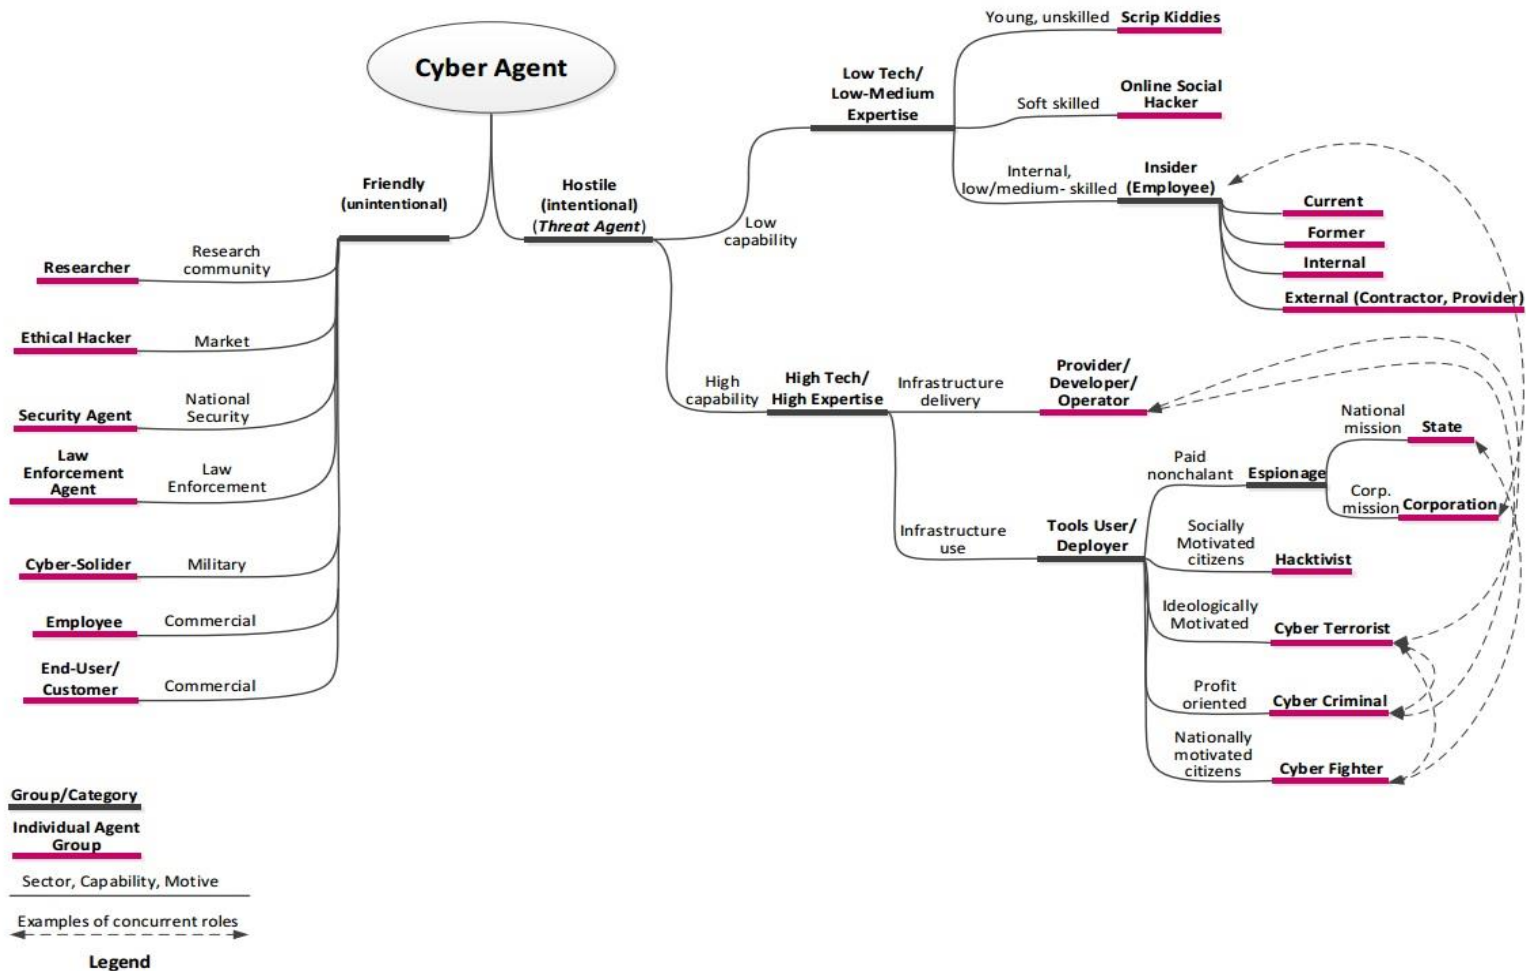 Cyber Agent
Friendly
(unintentional)
Hostile
(intentional)
(Threat Agent)
Research
community
Researcher
Market
Ethical Hacker
National
Security
Security Agent
Law
Enforcement
Law
Enforcement
Agent
Military
Cyber-Solider
Commercial
Employee
Commercial
End-User/
Customer
Low
capability
Low Tech/
Low-Medium
Expertise
Young, unskilled
Scrip Kiddies
Soft skilled
Online Social
Hacker
Internal,
low/medium- skilled
Insider
(Employee)
Current
Former
Internal
External (Contractor, Provider)
High
capability
High Tech/
High Expertise
Infrastructure
delivery
Provider/
Developer/
Operator
Infrastructure
use
Tools User/
Deployer
Paid
nonchalant
Espionage
National
mission
State
Corp.
mission
Corporation
Socially
Motivated
citizens
Hacktivist
Ideologically
Motivated
Cyber Terrorist
Profit
oriented
Cyber Criminal
Nationally
motivated
citizens
Cyber Fighter
Group/Category
Individual Agent
Group
Sector, Capability, Motive
Examples of concurrent roles
Legend